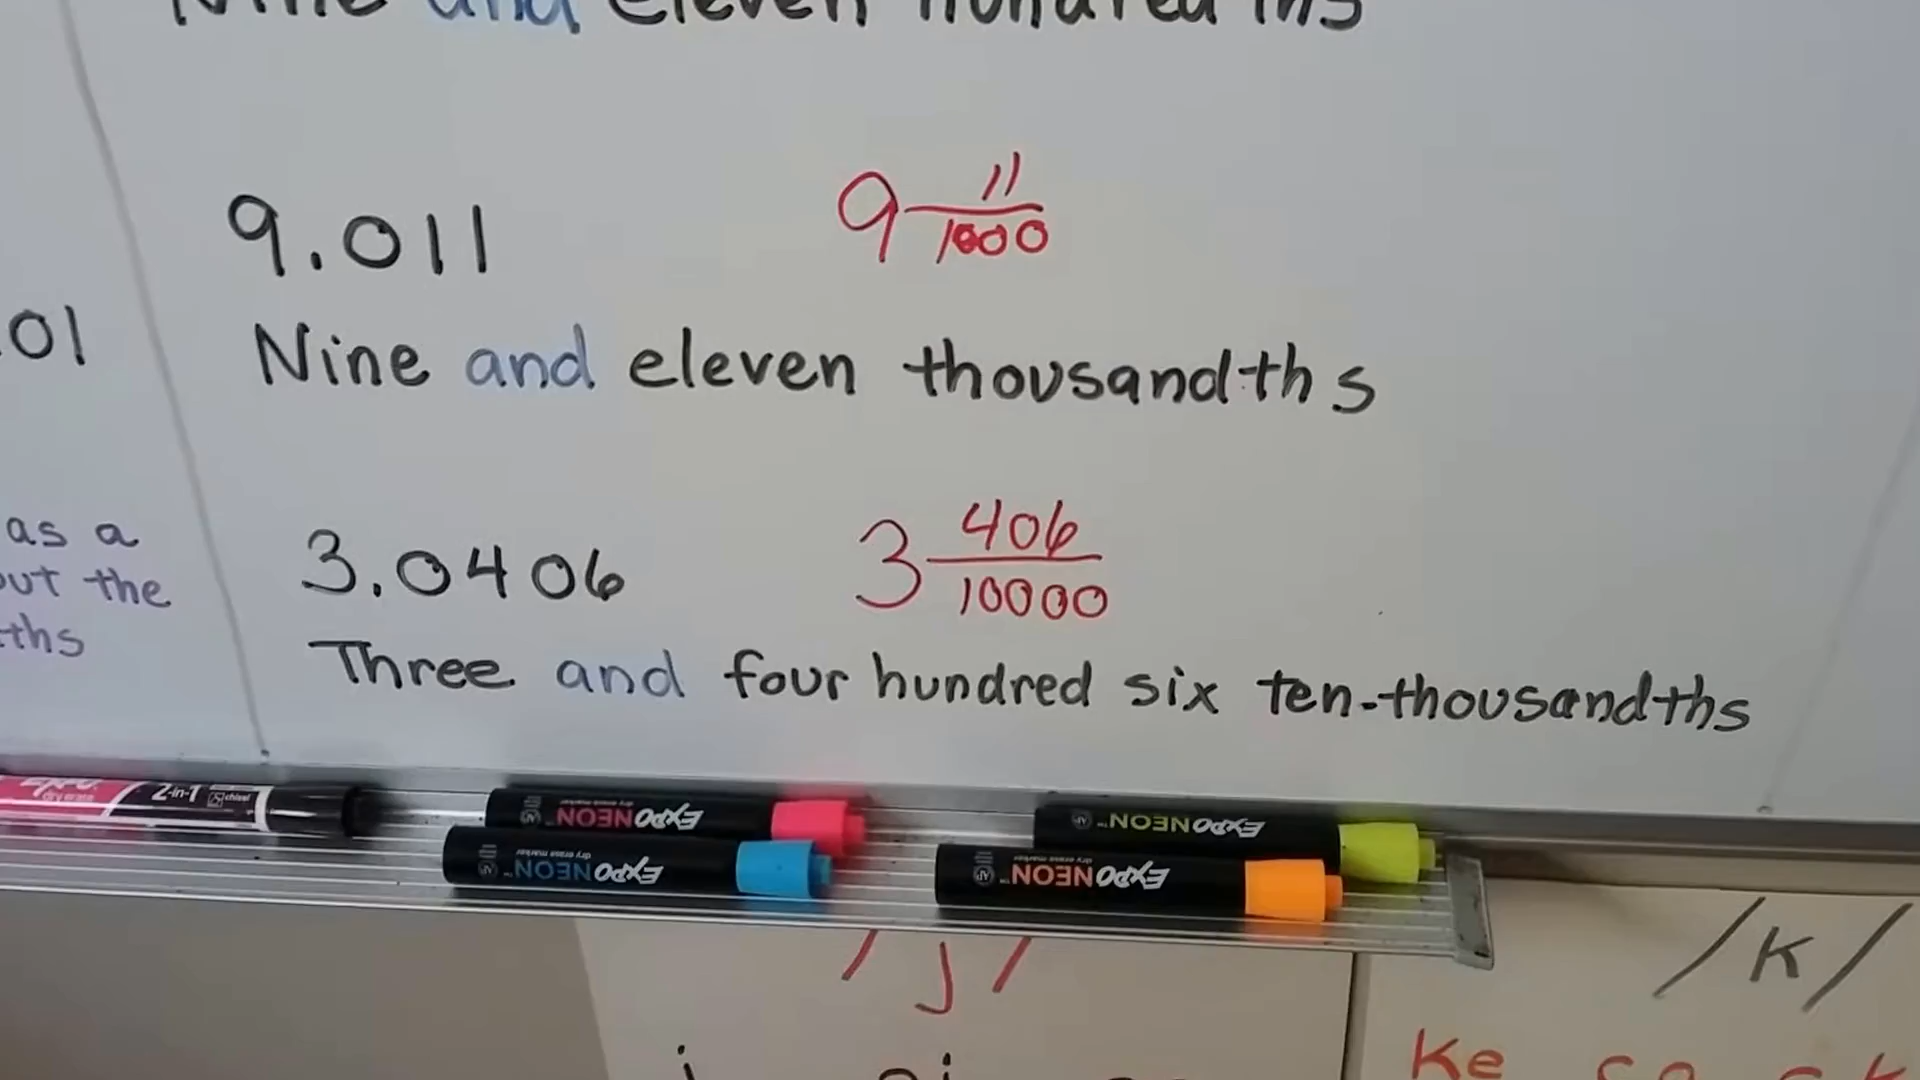 Nine and eleven hundredths
9.011 9 11/1000
01
Nine and eleven thousandths
as a
out the
ths
3.0406 3 406/10000
Three and four hundred six ten-thousandths
EXPO dry erase 2-in-1 chisel
EXPO NEON dry erase marker
EXPO NEON
EXPO NEON dry erase marker
EXPO NEON dry erase marker
/j/
/k/
ke